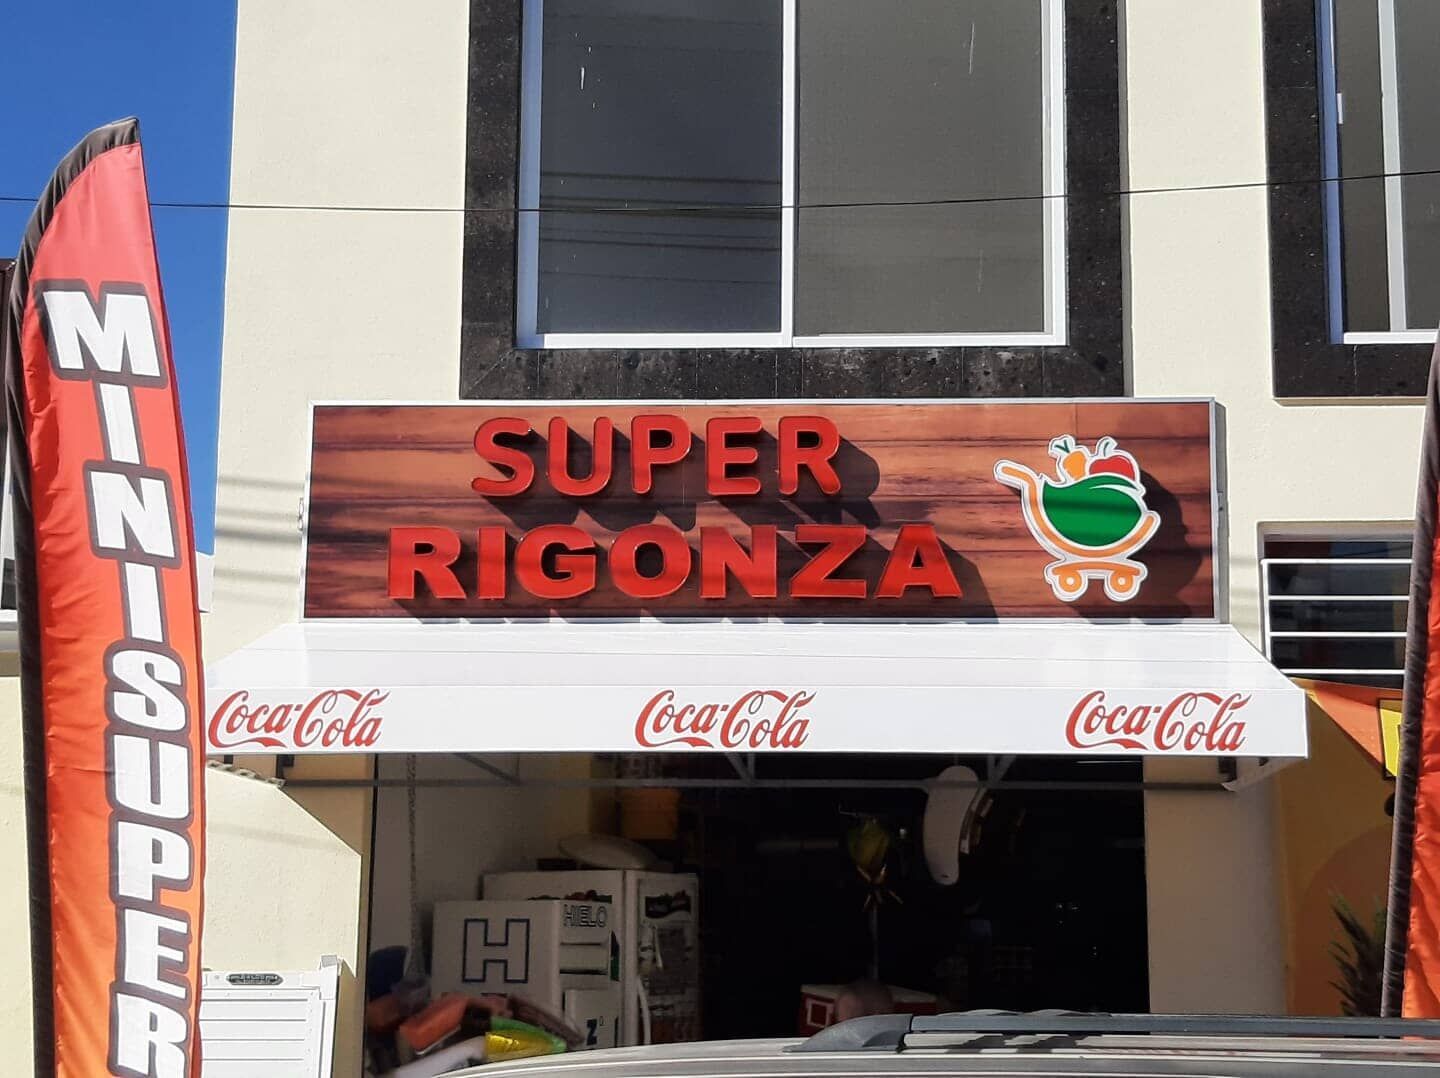 MINISUPER
SUPER
RIGONZA
Coca-Cola
Coca-Cola
Coca-Cola
HIELO
H